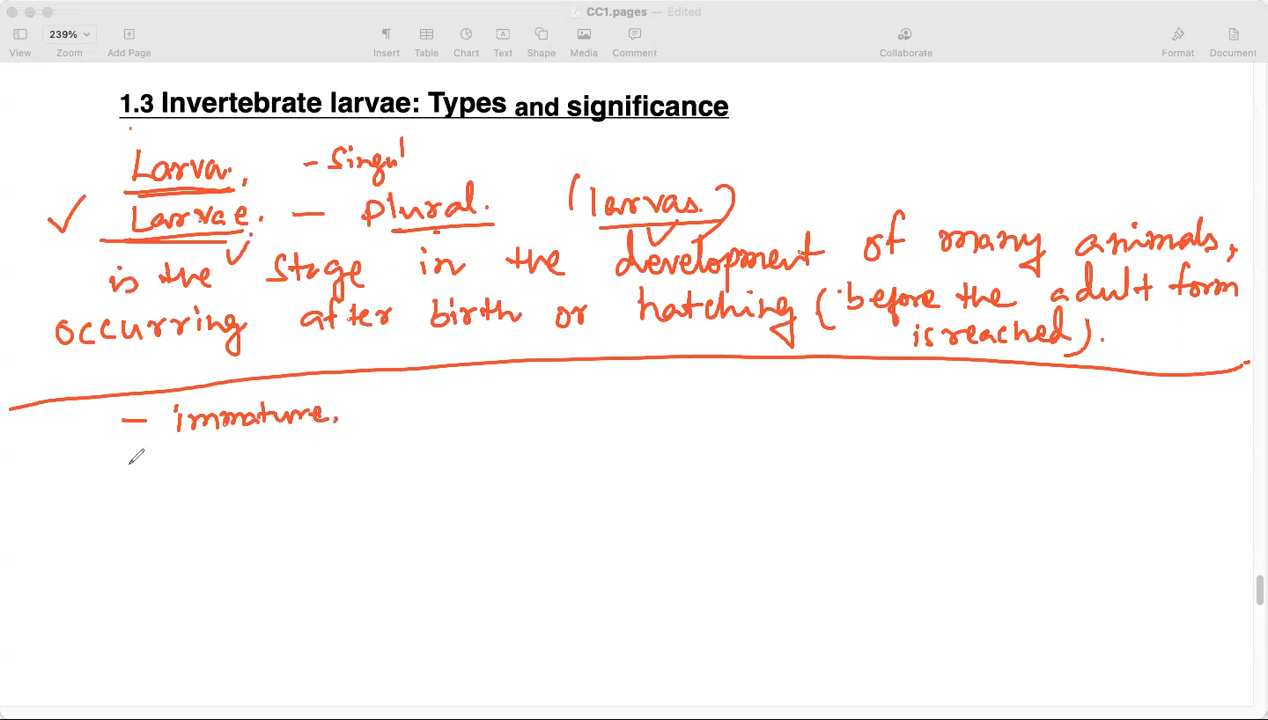 CC1.pages — Edited
239%
View Zoom Add Page Insert Table Chart Text Shape Media Comment Collaborate Format Document
1.3 Invertebrate larvae: Types and significance
Larva. - Singul
Larvae. — Plural. (larvas.)
is the stage in the development of many animals,
occurring after birth or hatching (before the adult form
is reached).
— immature.